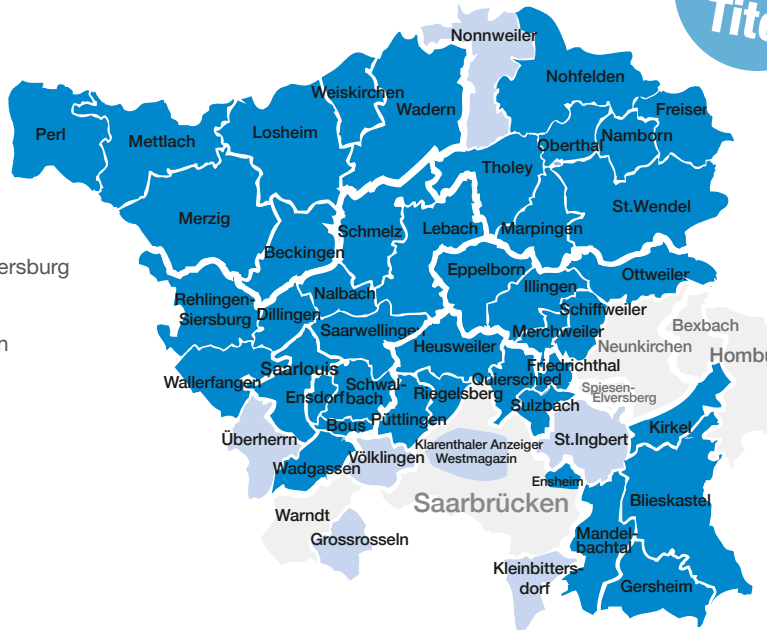 Tite
Nonnweiler
Nohfelden
Weiskirchen
Wadern
Freisen
Perl
Mettlach
Losheim
Oberthal
Namborn
Tholey
St.Wendel
Merzig
Schmelz
Lebach
Marpingen
Beckingen
ersburg
Eppelborn
Ottweiler
Illingen
Rehlingen-
Siersburg
Nalbach
Dillingen
Schiffweiler
Saarwellingen
Merchweiler
Bexbach
n
Heusweiler
Neunkirchen
Hombu
Friedrichthal
Saarlouis
Wallerfangen
Quierschied
Schwal-
bach
Ensdorf
Riegelsberg
Spiesen-
Elversberg
Sulzbach
Bous
Püttlingen
Kirkel
Überherrn
Klarenthaler Anzeiger
Westmagazin
St.Ingbert
Völklingen
Wadgassen
Ensheim
Saarbrücken
Blieskastel
Warndt
Grossrosseln
Mandel-
bachtal
Kleinbitters-
dorf
Gersheim